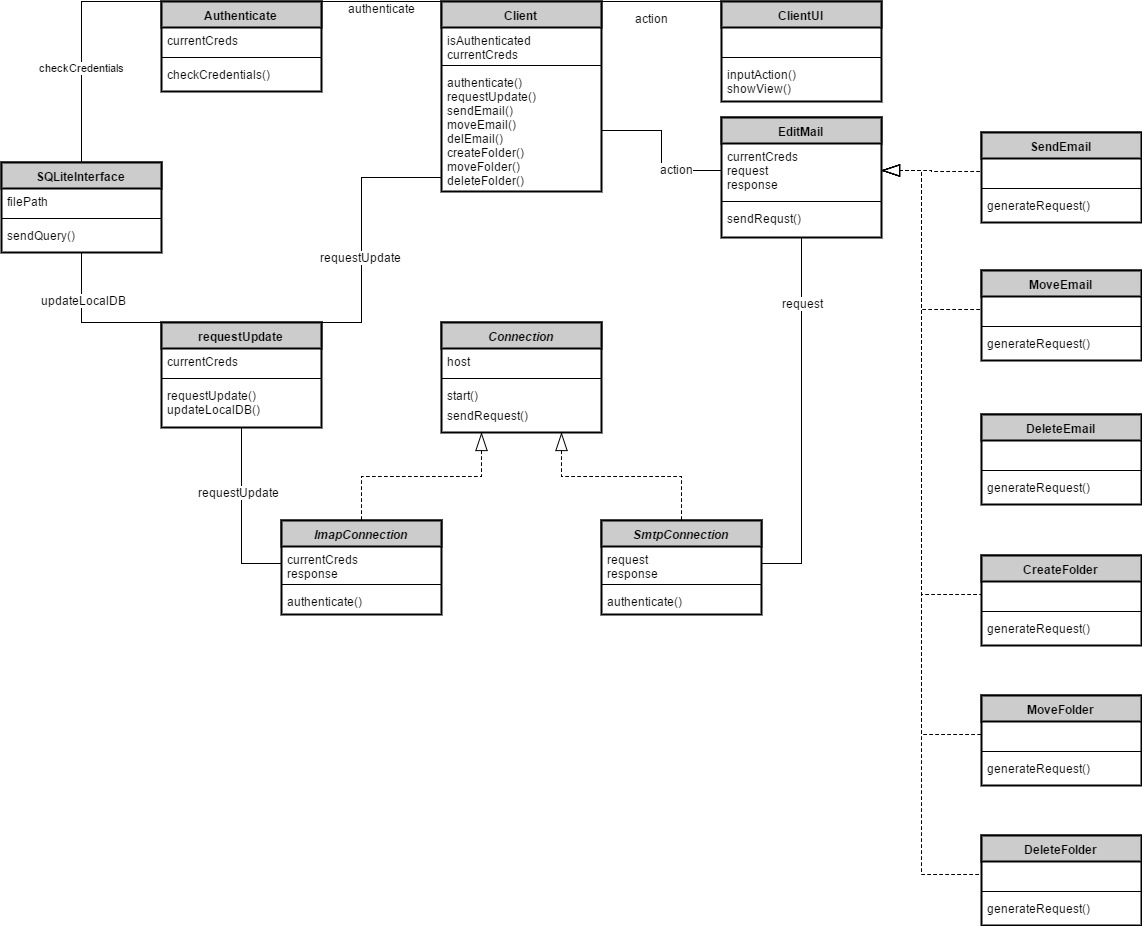 Authenticate
currentCreds
checkCredentials()
authenticate
Client
isAuthenticated
currentCreds
authenticate()
requestUpdate()
sendEmail()
moveEmail()
delEmail()
createFolder()
moveFolder()
deleteFolder()
action
ClientUI
inputAction()
showView()
checkCredentials
EditMail
currentCreds
request
response
sendRequst()
action
SendEmail
generateRequest()
SQLiteInterface
filePath
sendQuery()
requestUpdate
MoveEmail
generateRequest()
updateLocalDB
request
requestUpdate
currentCreds
requestUpdate()
updateLocalDB()
Connection
host
start()
sendRequest()
DeleteEmail
generateRequest()
requestUpdate
ImapConnection
currentCreds
response
authenticate()
SmtpConnection
request
response
authenticate()
CreateFolder
generateRequest()
MoveFolder
generateRequest()
DeleteFolder
generateRequest()